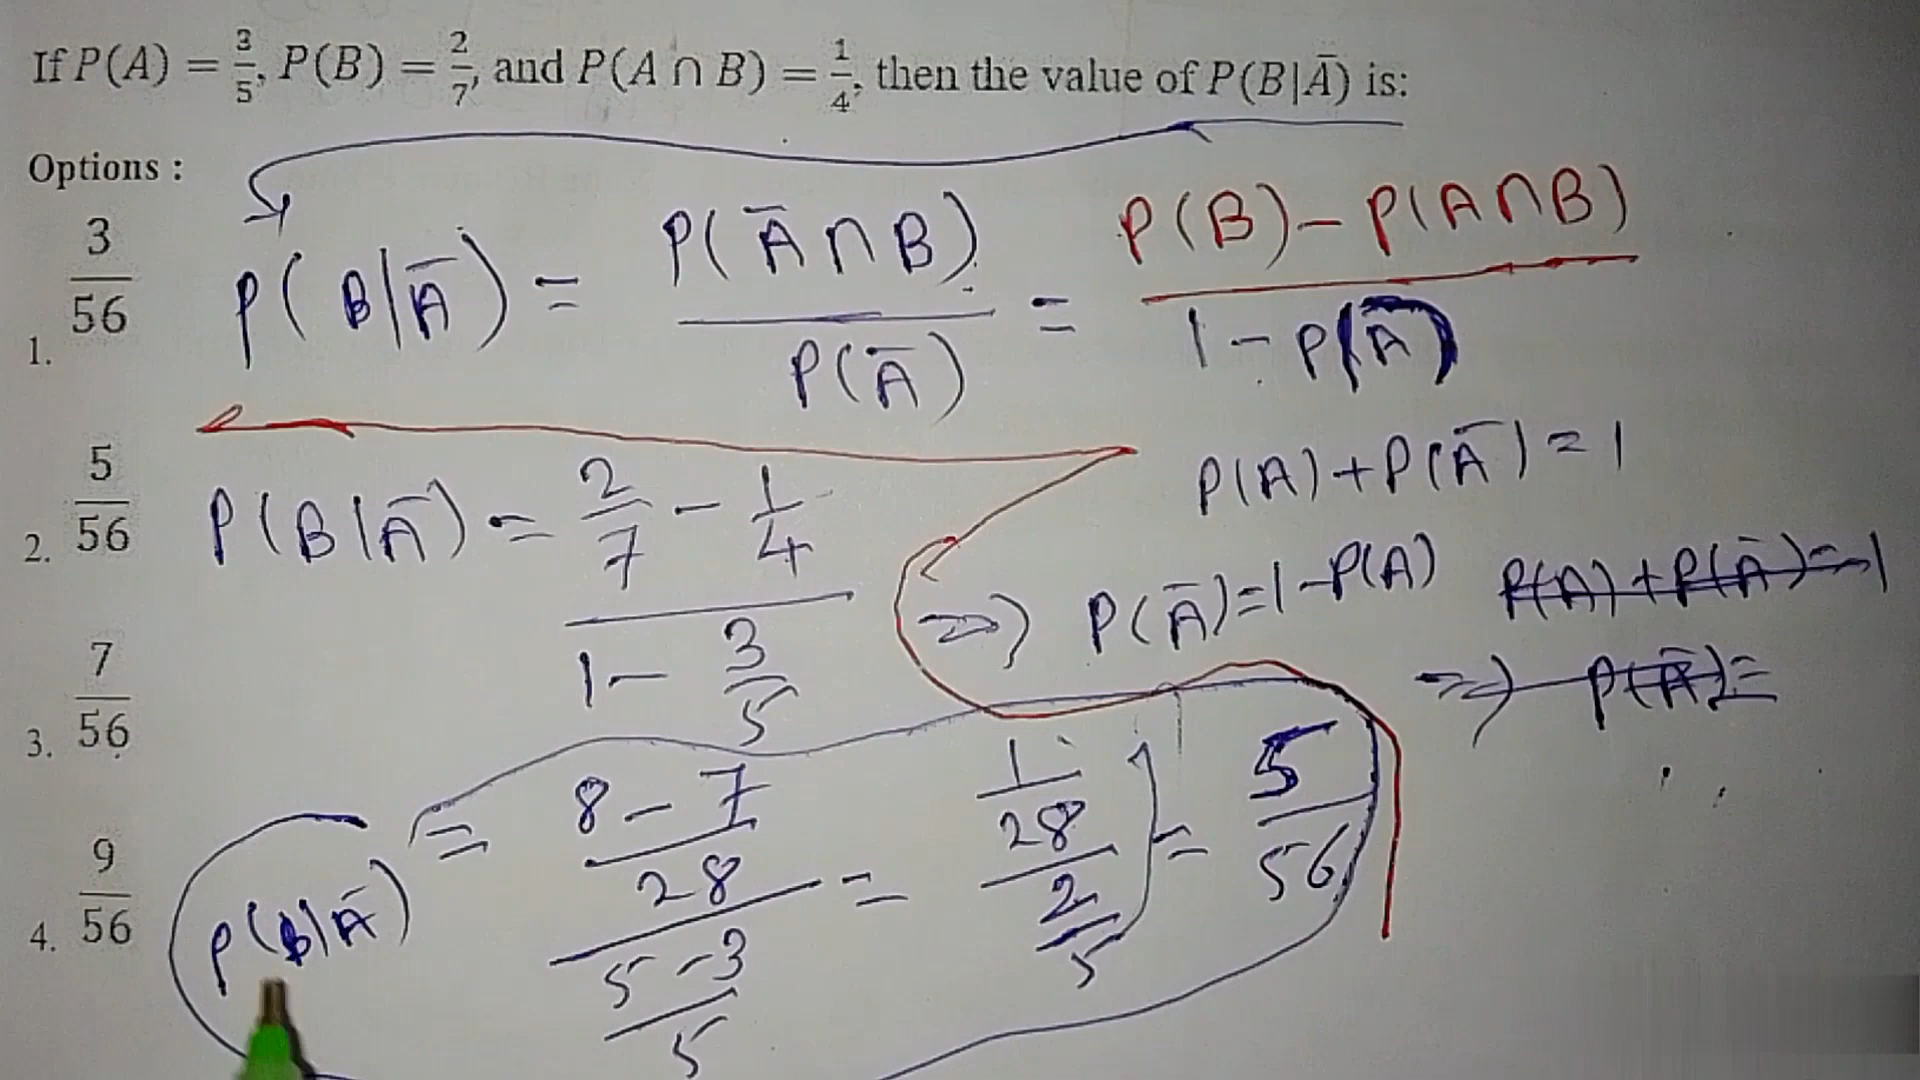 If P(A) = 3/5, P(B) = 2/7, and P(A ∩ B) = 1/4, then the value of P(B|Ā) is:
Options :
1. 3/56
P(B|Ā) = P(Ā∩B)/P(Ā) = P(B)-P(A∩B)/1-P(Ā)
P(A)+P(Ā)=1
2. 5/56
P(B|Ā) = 2/7 - 1/4 / 1- 3/5
=> P(Ā)=1-P(A)
P(A)+P(Ā)=1
=> P(Ā)=
3. 7/56
4. 9/56
P(B|Ā) = 8-7/28 / 5-3/5 = 1/28 / 2/5 = 5/56